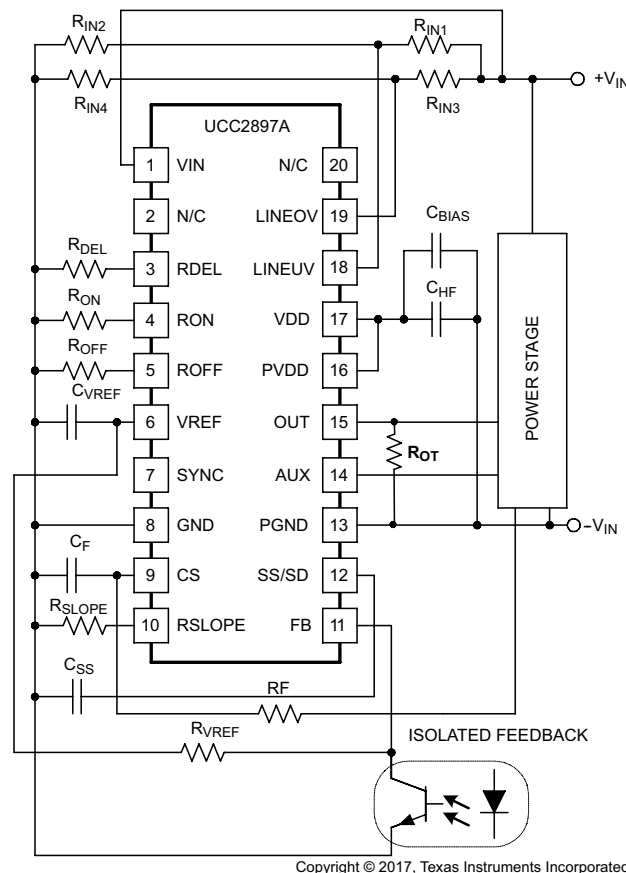 RIN2
RIN1
RIN4
RIN3
+VIN
UCC2897A
1 VIN N/C 20
2 N/C LINEOV 19
CBIAS
RDEL
3 RDEL LINEUV 18
CHF
RON
4 RON VDD 17
ROFF
5 ROFF PVDD 16
CVREF
6 VREF OUT 15
ROT
7 SYNC AUX 14
8 GND PGND 13
–VIN
CF
9 CS SS/SD 12
RSLOPE
10 RSLOPE FB 11
POWER STAGE
CSS
RF
RVREF
ISOLATED FEEDBACK
Copyright © 2017, Texas Instruments Incorporated